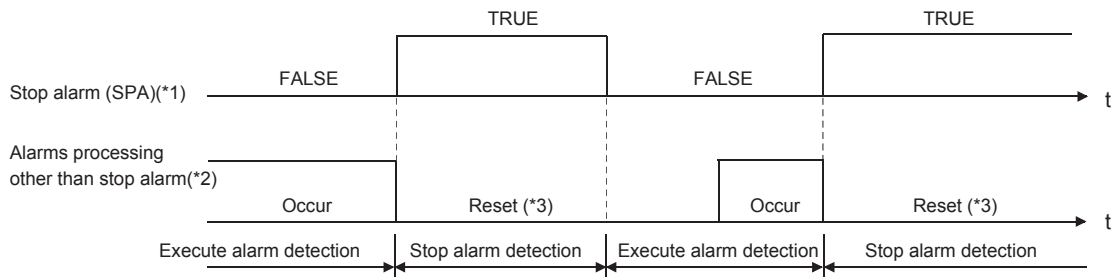 TRUE TRUE
FALSE FALSE
Stop alarm (SPA)(*1)
t
Alarms processing
other than stop alarm(*2)
Occur Reset (*3) Occur Reset (*3)
t
Execute alarm detection Stop alarm detection Execute alarm detection Stop alarm detection